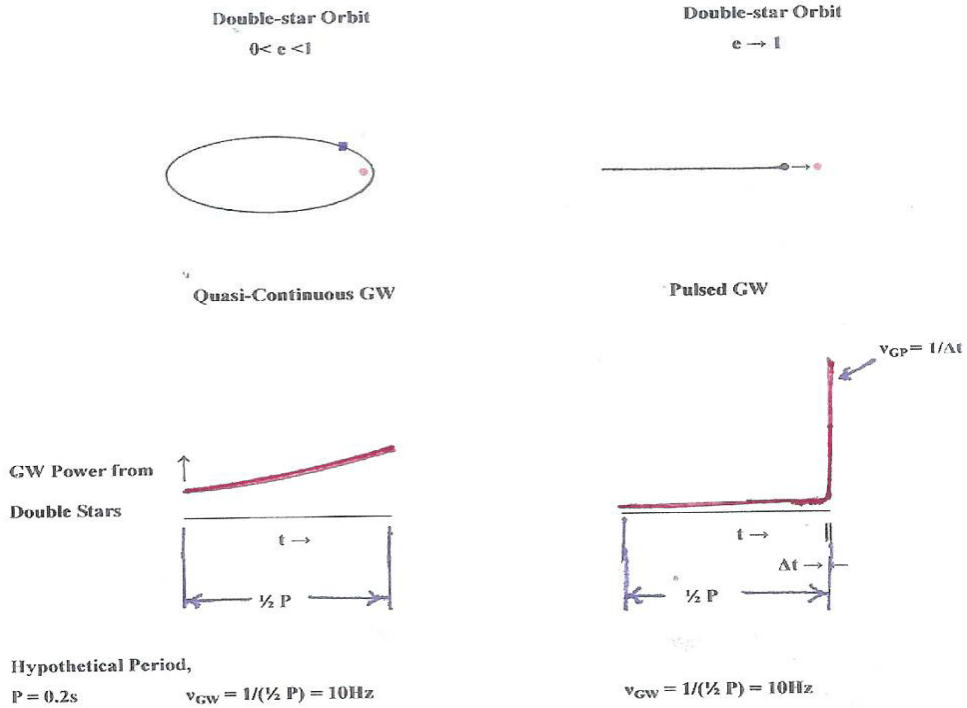 Double-star Orbit
0< e <1
Double-star Orbit
e → 1
Quasi-Continuous GW
Pulsed GW
νGP = 1/Δt
GW Power from
Double Stars
t →
½ P
t →
Δt →
½ P
Hypothetical Period,
P = 0.2s
νGW = 1/(½ P) = 10Hz
νGW = 1/(½ P) = 10Hz